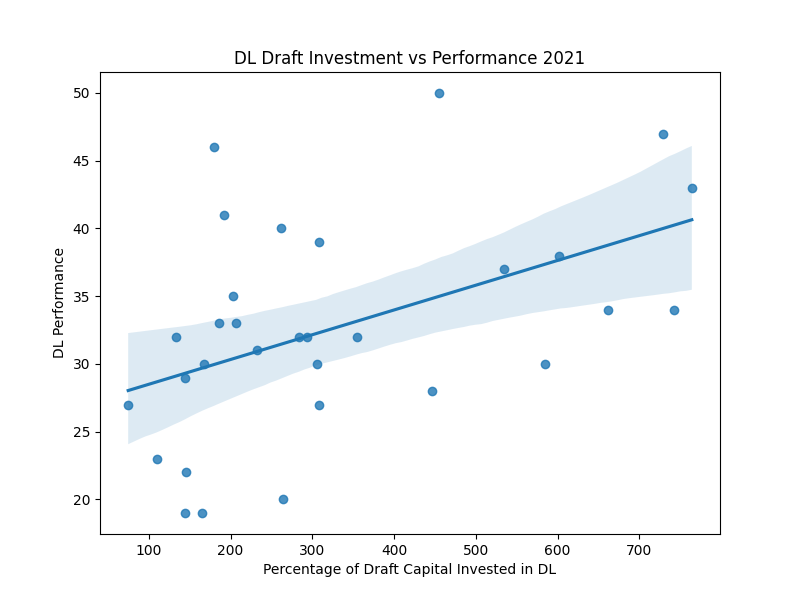 DL Draft Investment vs Performance 2021
50
45
40
35
30
25
20
DL Performance
100 200 300 400 500 600 700
Percentage of Draft Capital Invested in DL